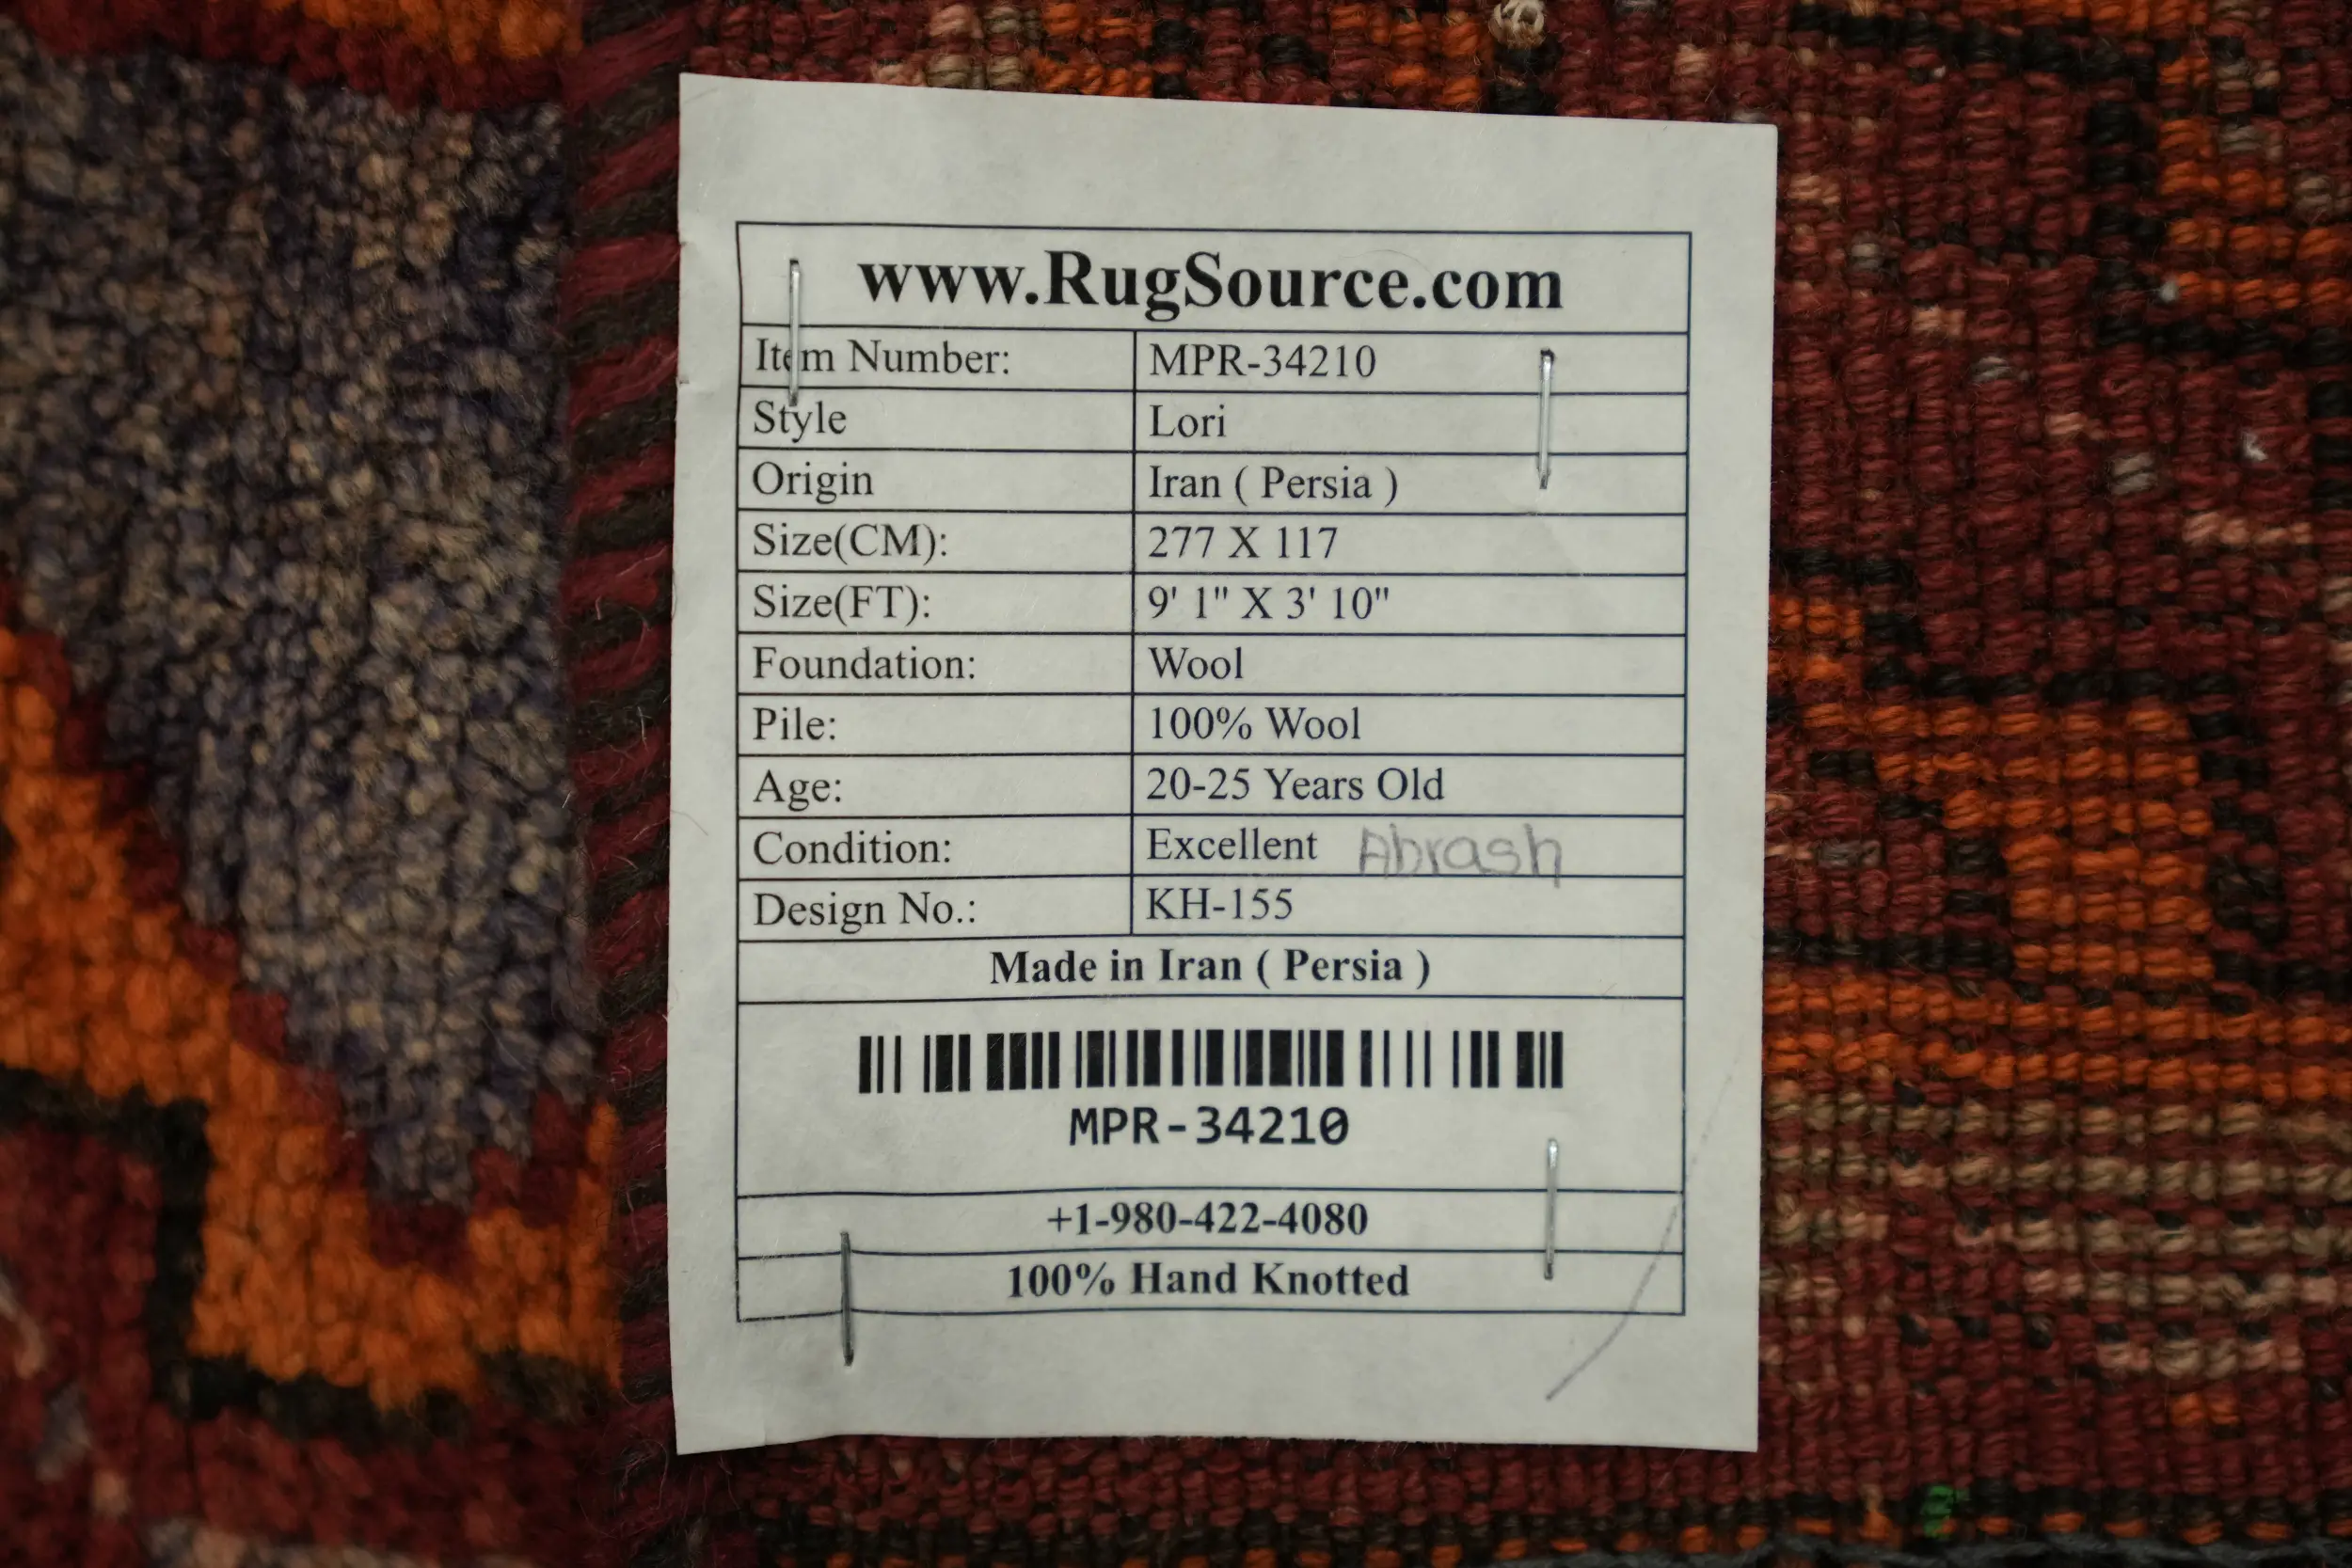 www.RugSource.com
Item Number: MPR-34210
Style Lori
Origin Iran ( Persia )
Size(CM): 277 X 117
Size(FT): 9' 1" X 3' 10"
Foundation: Wool
Pile: 100% Wool
Age: 20-25 Years Old
Condition: Excellent Abrash
Design No.: KH-155
Made in Iran ( Persia )
MPR-34210
+1-980-422-4080
100% Hand Knotted